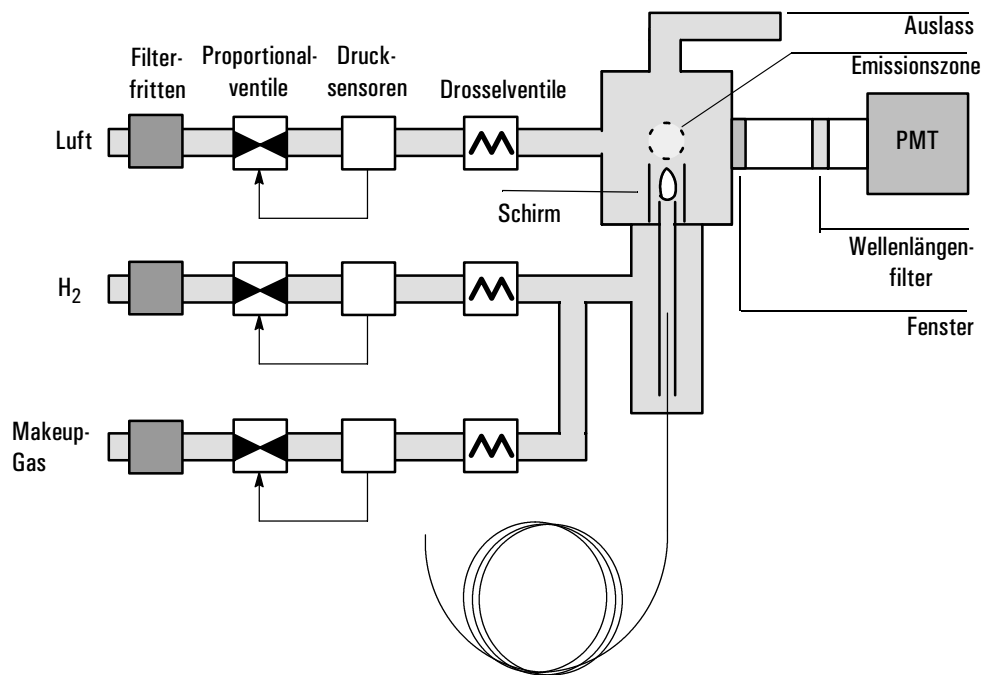 Auslass
Emissionszone
Filter-
fritten
Proportional-
ventile
Druck-
sensoren
Drosselventile
Luft
PMT
Schirm
Wellenlängen-
filter
H2
Fenster
Makeup-
Gas